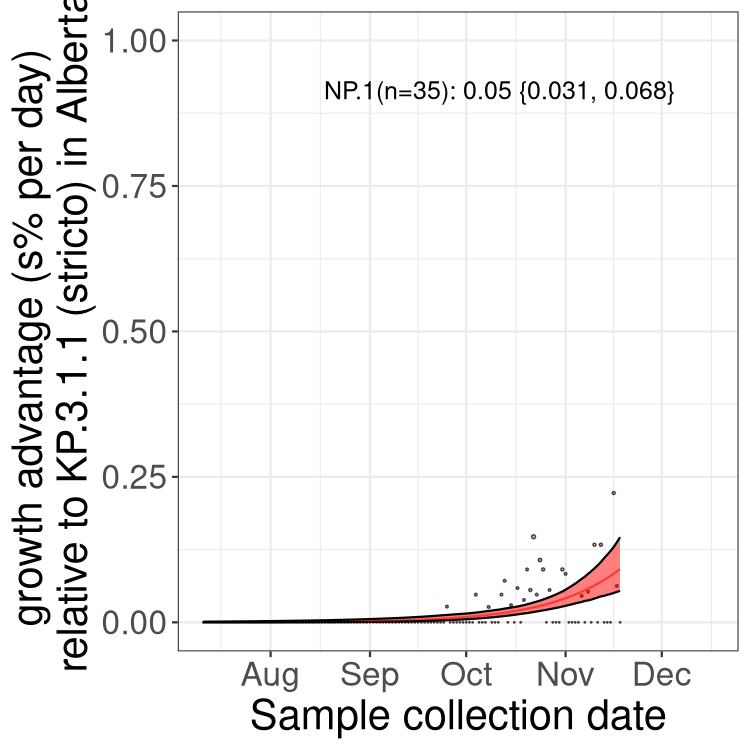 growth advantage (s% per day)
relative to KP.3.1.1 (stricto) in Alberta
1.00
0.75
0.50
0.25
0.00
NP.1(n=35): 0.05 {0.031, 0.068}
Aug Sep Oct Nov Dec
Sample collection date